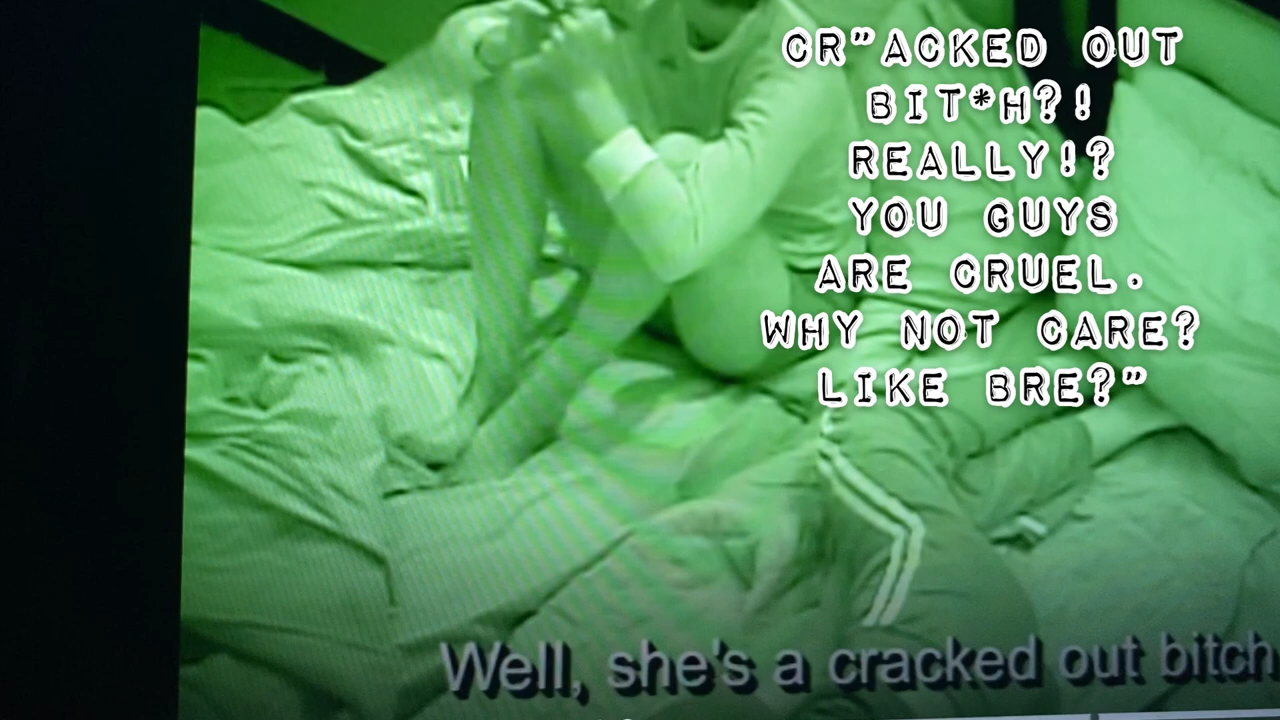 CR"ACKED OUT
BIT*H?!
REALLY!?
YOU GUYS
ARE CRUEL.
WHY NOT CARE?
LIKE BRE?"
Well, she's a cracked out bitch